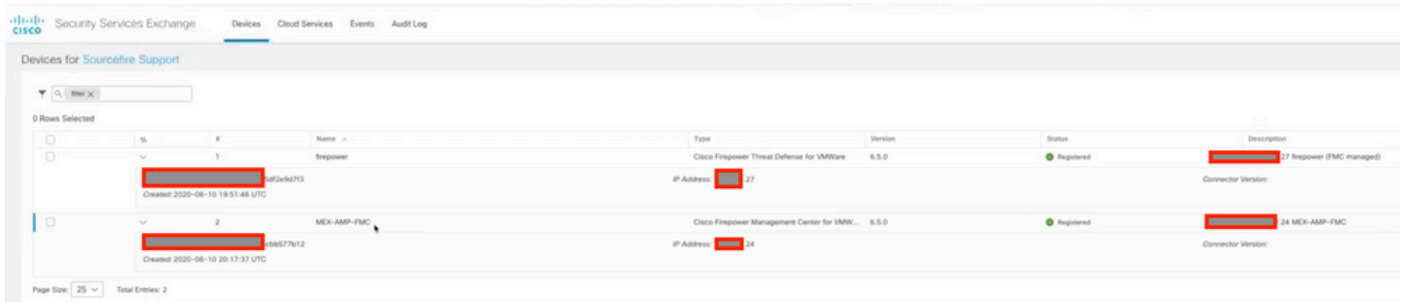 CISCO Security Services Exchange Devices Cloud Services Events Audit Log
Devices for Sourcefire Support
filter X
0 Rows Selected
% # Name Type Version Status Description
1 firepower Cisco Firepower Threat Defense for VMWare 6.5.0 Registered .27 firepower (FMC managed)
5df2a9d7f3 IP Address: .27 Connector Version:
Created: 2020-06-10 19:51:46 UTC
2 MEX-AMP-FMC Cisco Firepower Management Center for VMW... 6.5.0 Registered .24 MEX-AMP-FMC
cbb577b12 IP Address: .24 Connector Version:
Created: 2020-06-10 20:17:37 UTC
Page Size: 25 Total Entries: 2